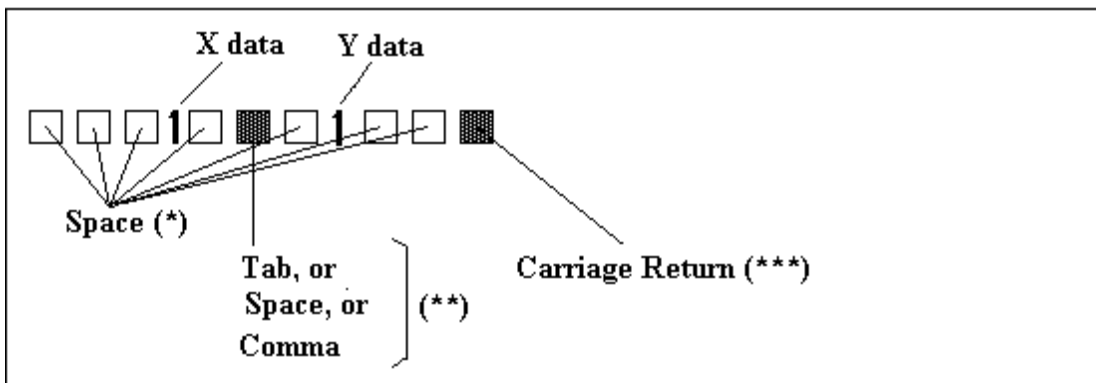 X data Y data
1 1
Space (*)
Tab, or
Space, or
Comma
(**)
Carriage Return (***)